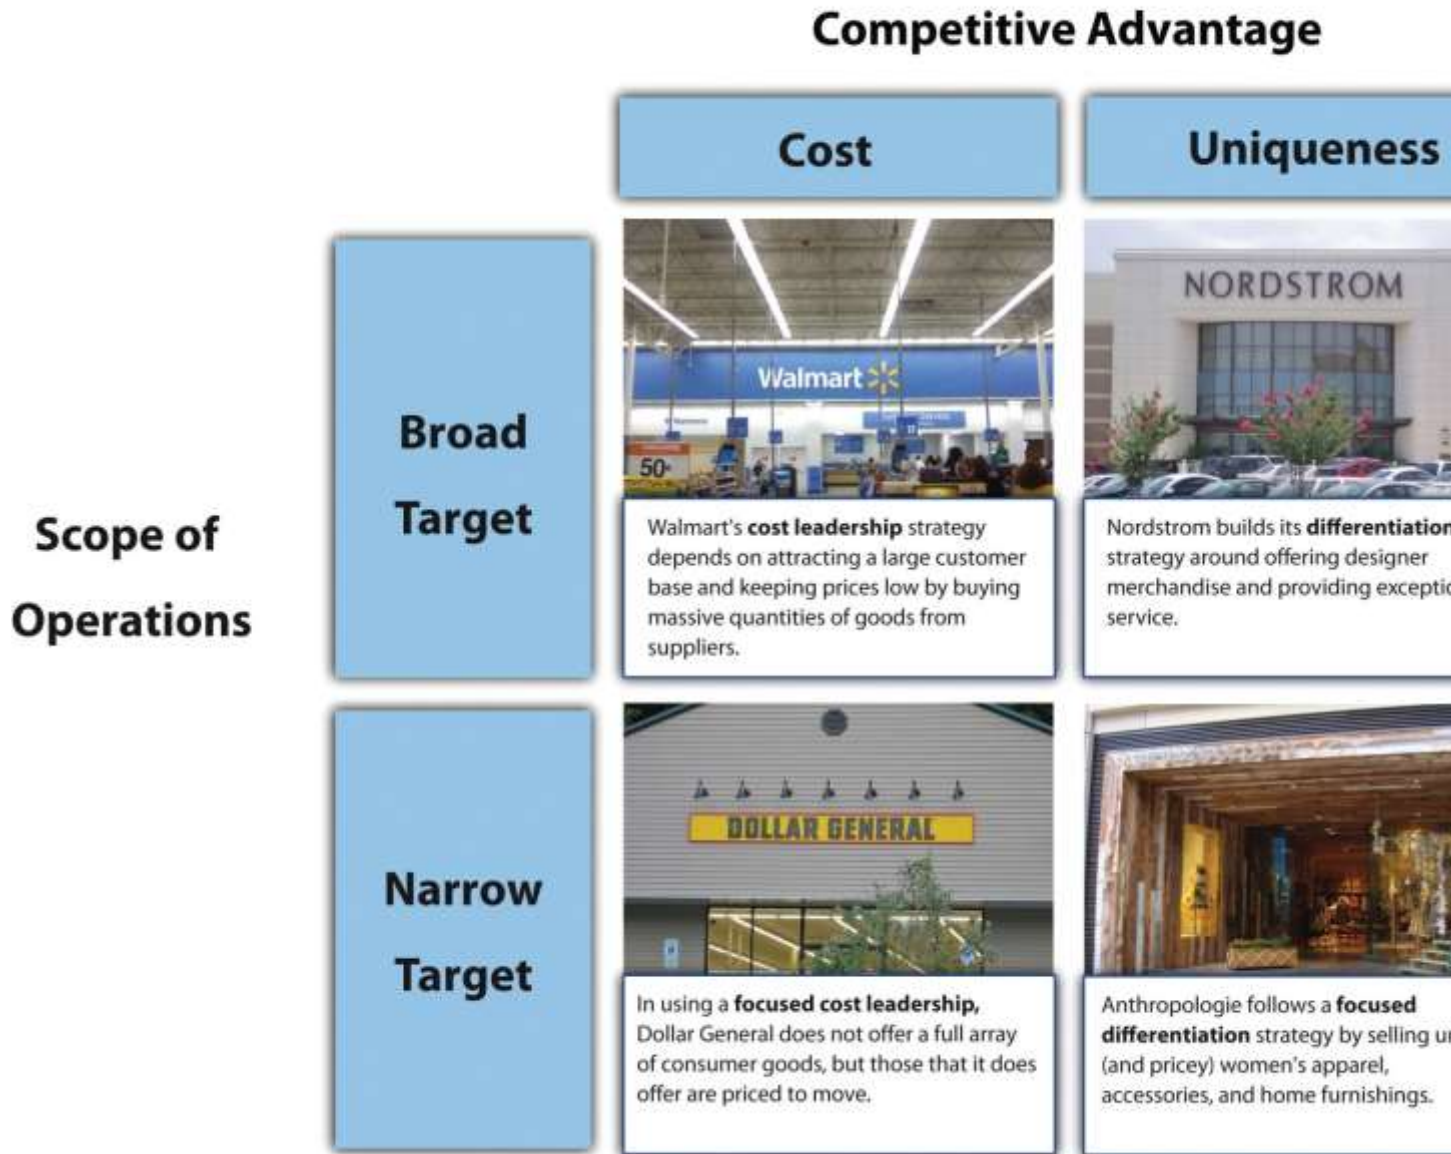 Competitive Advantage
Cost
Uniqueness
Scope of
Operations
Broad
Target
Walmart
50
NORDSTROM
Walmart's cost leadership strategy
depends on attracting a large customer
base and keeping prices low by buying
massive quantities of goods from
suppliers.
Nordstrom builds its differentiation
strategy around offering designer
merchandise and providing exceptio
service.
Narrow
Target
DOLLAR GENERAL
In using a focused cost leadership,
Dollar General does not offer a full array
of consumer goods, but those that it does
offer are priced to move.
Anthropologie follows a focused
differentiation strategy by selling un
(and pricey) women's apparel,
accessories, and home furnishings.